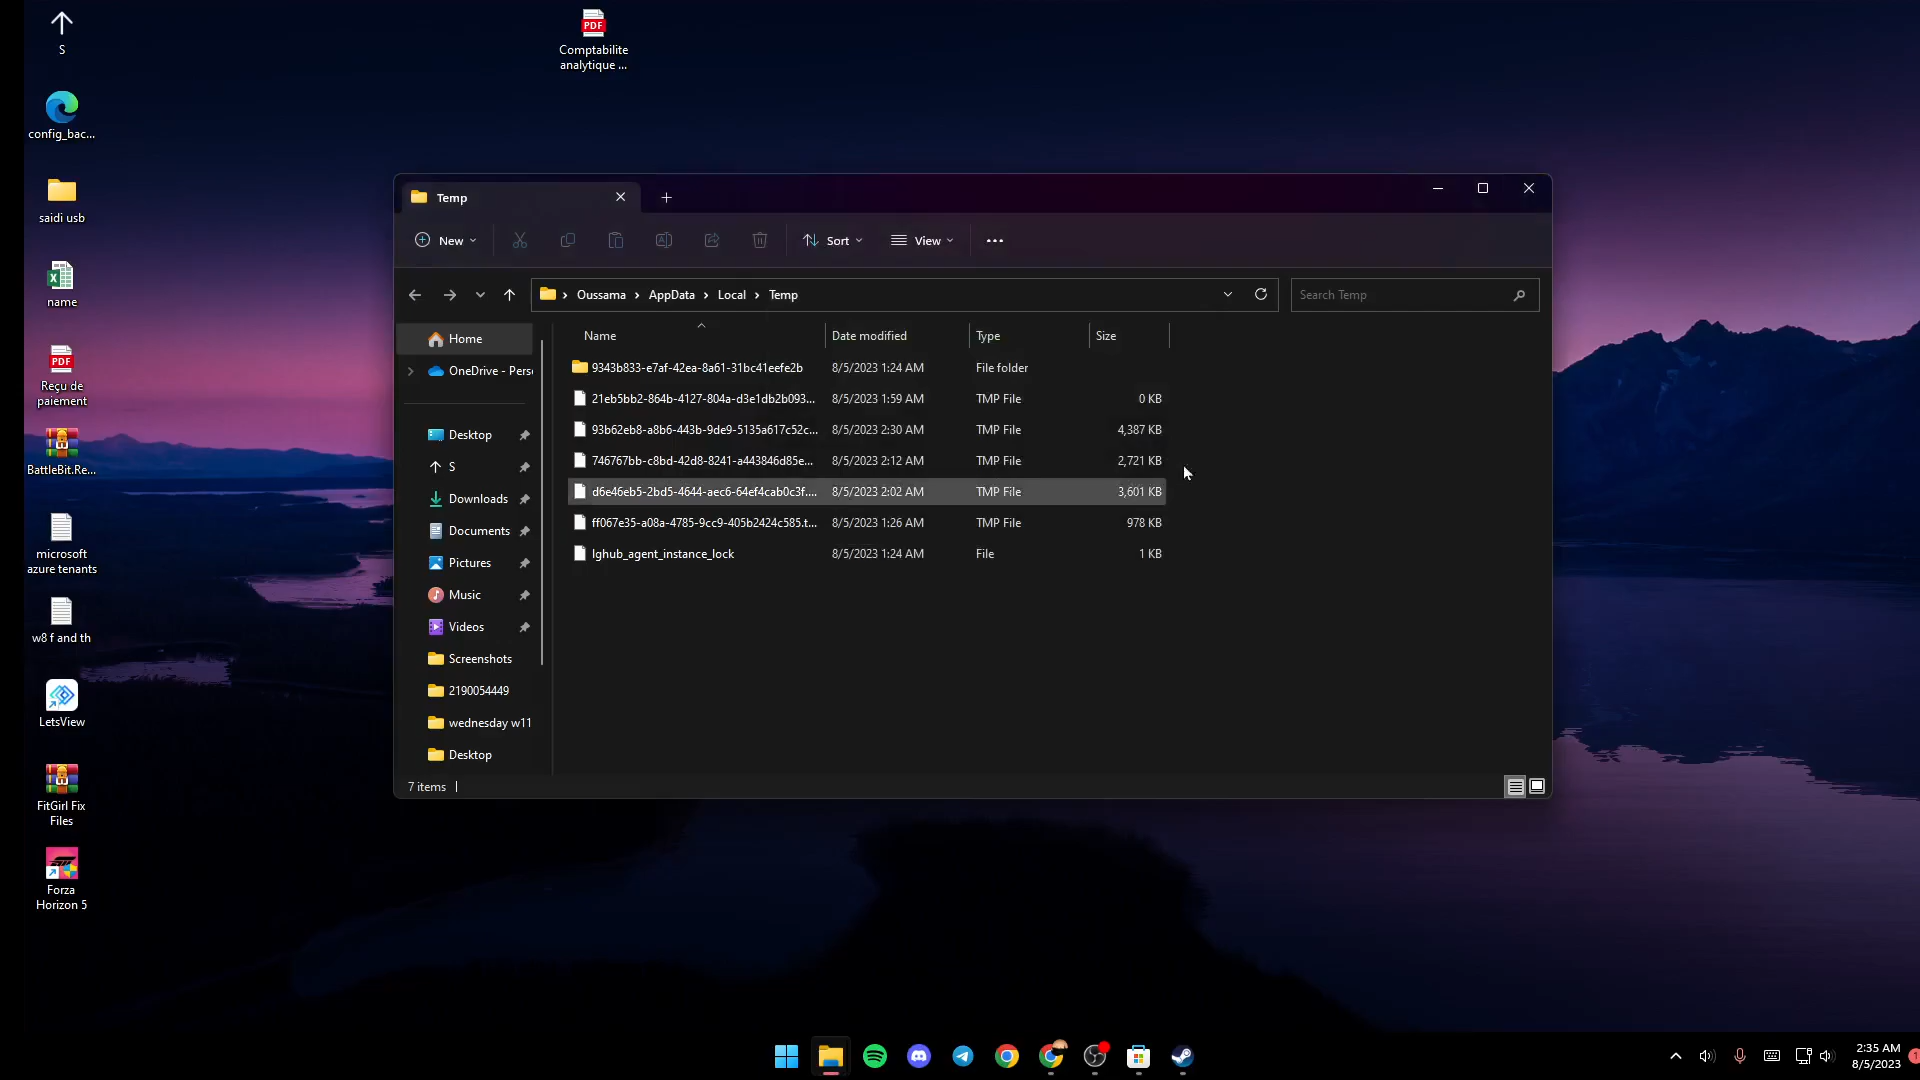 S
PDF
Comptabilite
analytique ...
config_bac...
saidi usb
name
PDF
Reçu de
paiement
BattleBit.Re...
microsoft
azure tenants
w8 f and th
LetsView
FitGirl Fix
Files
Forza
Horizon 5
Temp
New
Sort
View
Oussama
AppData
Local
Temp
Search Temp
Home
OneDrive - Pers
Desktop
S
Downloads
Documents
Pictures
Music
Videos
Screenshots
2190054449
wednesday w11
Desktop
Name Date modified Type Size
9343b833-e7af-42ea-8a61-31bc41eefe2b 8/5/2023 1:24 AM File folder
21eb5bb2-864b-4127-804a-d3e1db2b093... 8/5/2023 1:59 AM TMP File 0 KB
93b62eb8-a8b6-443b-9de9-5135a617c52c... 8/5/2023 2:30 AM TMP File 4,387 KB
746767bb-c8bd-42d8-8241-a443846d85e... 8/5/2023 2:12 AM TMP File 2,721 KB
d6e46eb5-2bd5-4644-aec6-64ef4cab0c3f.... 8/5/2023 2:02 AM TMP File 3,601 KB
ff067e35-a08a-4785-9cc9-405b2424c585.t... 8/5/2023 1:26 AM TMP File 978 KB
lghub_agent_instance_lock 8/5/2023 1:24 AM File 1 KB
7 items
2:35 AM
8/5/2023
1